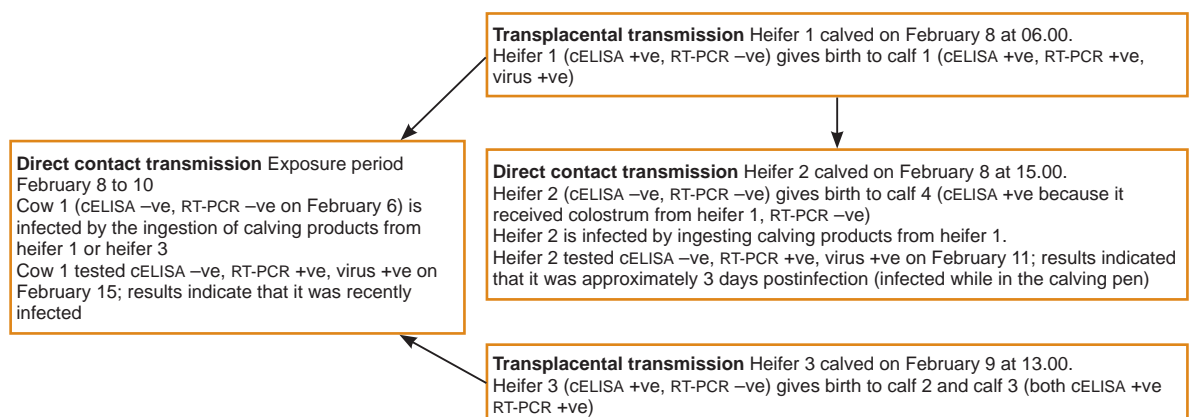 Transplacental transmission Heifer 1 calved on February 8 at 06.00.
Heifer 1 (cELISA +ve, RT-PCR –ve) gives birth to calf 1 (cELISA +ve, RT-PCR +ve,
virus +ve)
Direct contact transmission Exposure period
February 8 to 10
Cow 1 (cELISA –ve, RT-PCR –ve on February 6) is
infected by the ingestion of calving products from
heifer 1 or heifer 3
Cow 1 tested cELISA –ve, RT-PCR +ve, virus +ve on
February 15; results indicate that it was recently
infected
Direct contact transmission Heifer 2 calved on February 8 at 15.00.
Heifer 2 (cELISA –ve, RT-PCR –ve) gives birth to calf 4 (cELISA +ve because it
received colostrum from heifer 1, RT-PCR –ve)
Heifer 2 is infected by ingesting calving products from heifer 1.
Heifer 2 tested cELISA –ve, RT-PCR +ve, virus +ve on February 11; results indicated
that it was approximately 3 days postinfection (infected while in the calving pen)
Transplacental transmission Heifer 3 calved on February 9 at 13.00.
Heifer 3 (cELISA +ve, RT-PCR –ve) gives birth to calf 2 and calf 3 (both cELISA +ve
RT-PCR +ve)